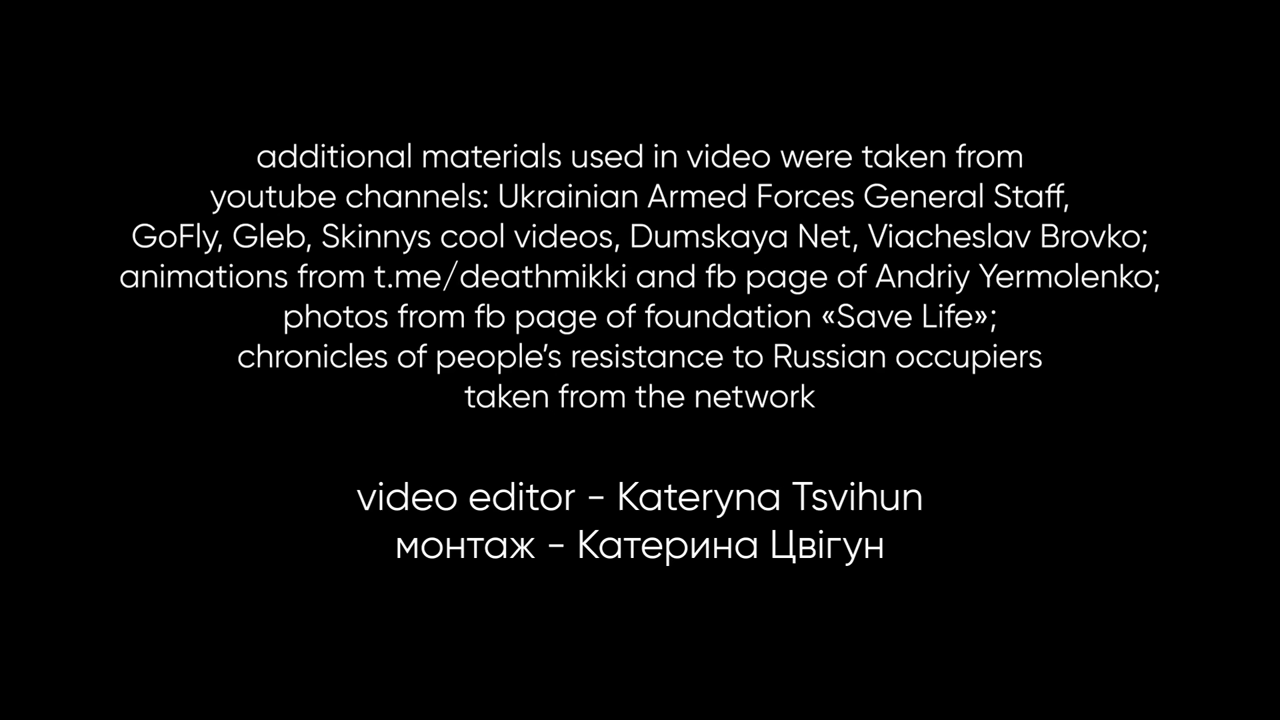 additional materials used in video were taken from
youtube channels: Ukrainian Armed Forces General Staff,
GoFly, Gleb, Skinnys cool videos, Dumskaya Net, Viacheslav Brovko;
animations from t.me/deathmikki and fb page of Andriy Yermolenko;
photos from fb page of foundation «Save Life»;
chronicles of people’s resistance to Russian occupiers
taken from the network
video editor - Kateryna Tsvihun
монтаж - Катерина Цвігун